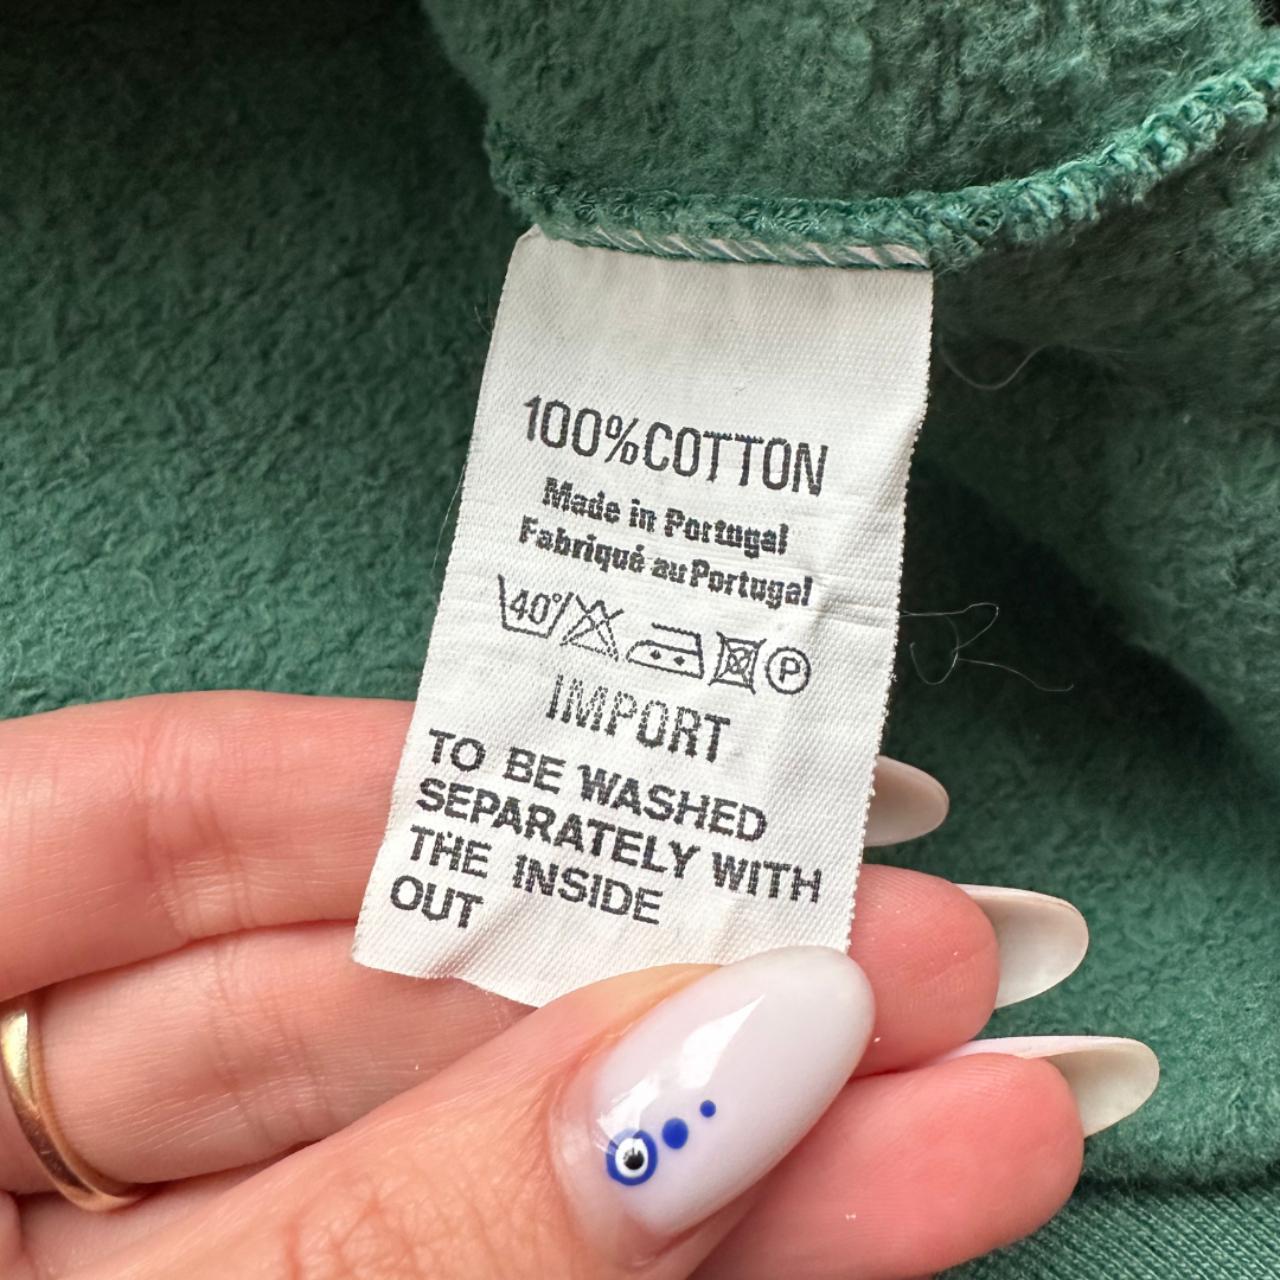 100%COTTON
Made in Portugal
Fabriqué au Portugal
40°
P
IMPORT
TO BE WASHED
SEPARATELY WITH
THE INSIDE
OUT